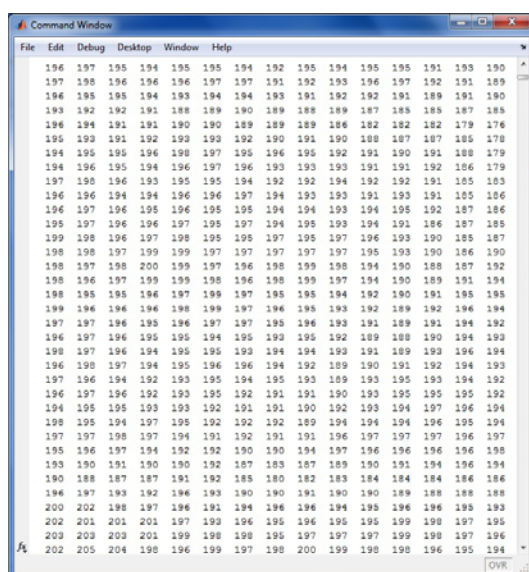 Command Window
File Edit Debug Desktop Window Help
196 197 195 194 195 195 194 192 195 194 195 195 191 193 190
197 198 196 196 196 197 197 191 192 193 196 197 192 191 189
196 195 195 194 193 194 194 193 191 192 192 191 189 191 190
193 192 192 191 188 189 190 189 188 189 187 185 185 187 185
196 194 191 191 190 190 189 189 189 186 182 182 182 179 176
195 193 191 192 193 193 192 190 191 190 188 187 187 185 178
194 195 195 196 198 197 195 196 195 192 191 190 191 188 179
194 196 195 194 196 197 196 193 193 193 191 191 192 186 179
197 198 196 193 195 195 194 192 192 194 192 192 191 185 183
196 196 194 194 196 196 197 194 193 193 191 193 191 185 186
196 197 196 195 196 195 195 194 194 193 194 195 192 187 186
195 197 196 196 197 195 197 194 195 193 194 191 186 187 185
199 198 196 197 198 195 195 197 195 197 196 193 190 185 187
198 198 197 199 199 197 197 197 197 197 195 193 190 186 190
198 197 198 200 199 197 196 198 199 198 194 190 188 187 192
198 196 197 199 199 198 196 198 199 197 194 190 189 191 194
198 195 195 196 197 199 197 195 195 194 192 190 191 195 195
199 196 196 196 198 199 197 196 195 193 192 189 192 196 194
197 197 196 195 196 197 197 195 196 193 191 189 191 194 192
196 197 196 195 195 194 195 193 195 192 189 188 190 194 193
198 197 196 194 195 195 193 194 194 193 191 189 193 196 194
196 198 197 194 195 196 196 194 192 189 190 191 192 194 193
197 196 194 192 193 195 194 195 193 189 193 195 193 194 192
196 197 196 192 193 195 192 191 191 190 193 195 195 195 192
194 195 195 193 193 192 191 191 190 192 193 194 197 196 194
198 195 194 197 195 192 192 192 189 194 194 194 196 195 194
197 197 198 197 194 191 192 191 191 196 197 197 197 196 197
195 196 197 194 192 192 190 190 194 197 196 196 196 196 198
193 190 191 190 190 192 187 183 187 189 190 191 194 196 194
190 188 187 187 191 192 185 180 182 183 184 184 184 186 186
196 197 193 192 196 193 190 190 191 190 190 189 188 188 188
200 202 198 197 196 191 194 196 196 194 195 196 196 195 193
202 201 201 201 197 193 196 195 196 195 195 199 198 197 195
203 203 203 201 199 196 198 198 195 197 197 197 198 197 196
202 205 204 198 196 199 197 198 200 199 198 198 196 195 194
fx
OVR